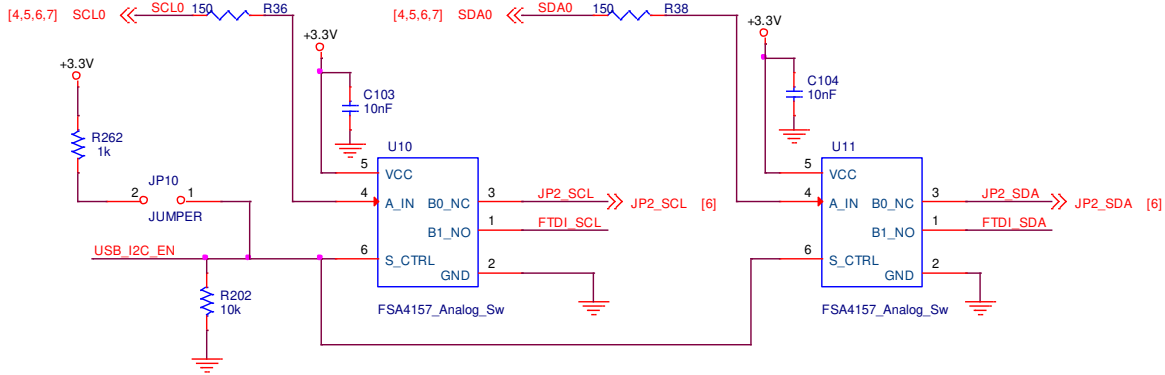 [4,5,6,7] SCL0 SCL0 150 R36
[4,5,6,7] SDA0 SDA0 150 R38
+3.3V
+3.3V
+3.3V
C103
10nF
C104
10nF
R262
1k
U10
U11
5 VCC
5 VCC
2 JP10 1
JUMPER
4 A_IN B0_NC 3 JP2_SCL JP2_SCL [6]
4 A_IN B0_NC 3 JP2_SDA JP2_SDA [6]
B1_NO 1 FTDI_SCL
B1_NO 1 FTDI_SDA
USB_I2C_EN
6 S_CTRL
6 S_CTRL
GND 2
GND 2
R202
10k
FSA4157_Analog_Sw
FSA4157_Analog_Sw